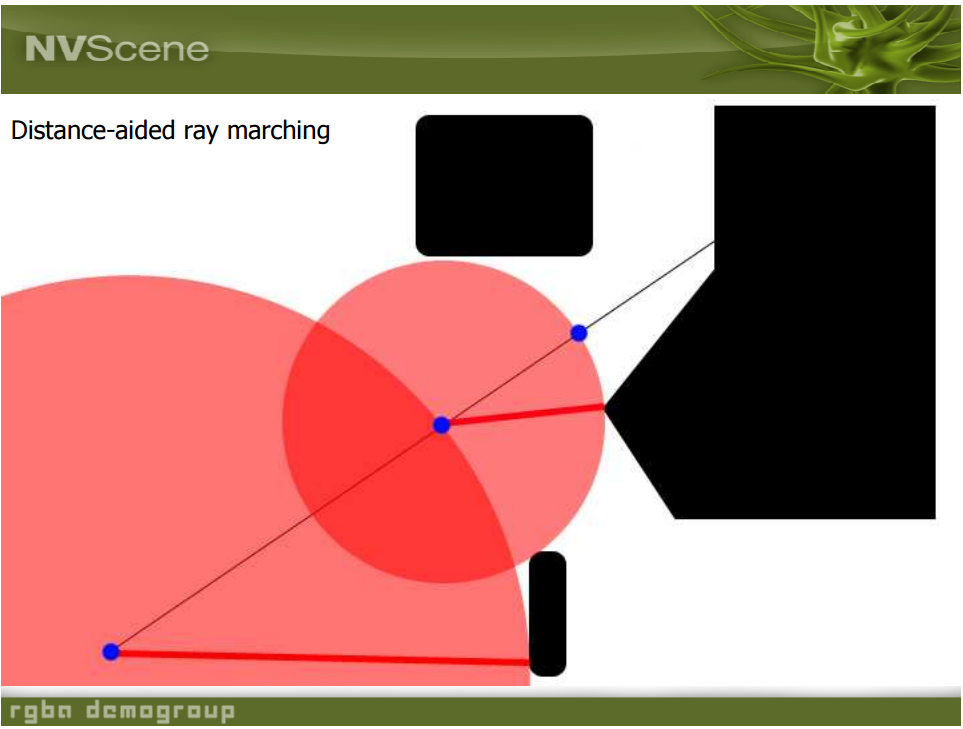 NVScene
Distance-aided ray marching
rgba demogroup